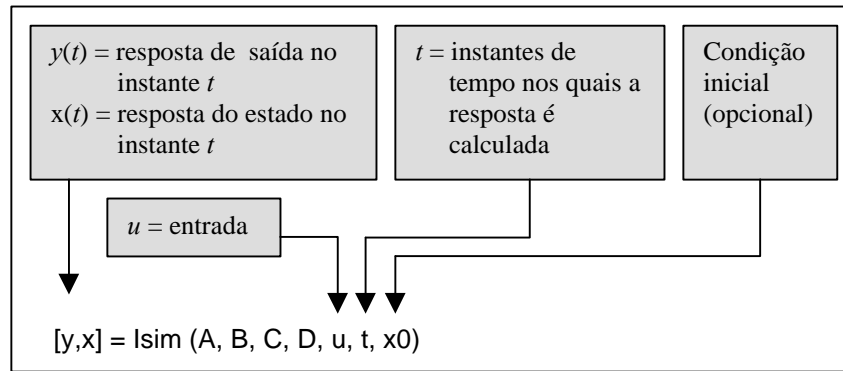 y(t) = resposta de saída no
instante t
x(t) = resposta do estado no
instante t
t = instantes de
tempo nos quais a
resposta é
calculada
Condição
inicial
(opcional)
u = entrada
[y,x] = lsim (A, B, C, D, u, t, x0)